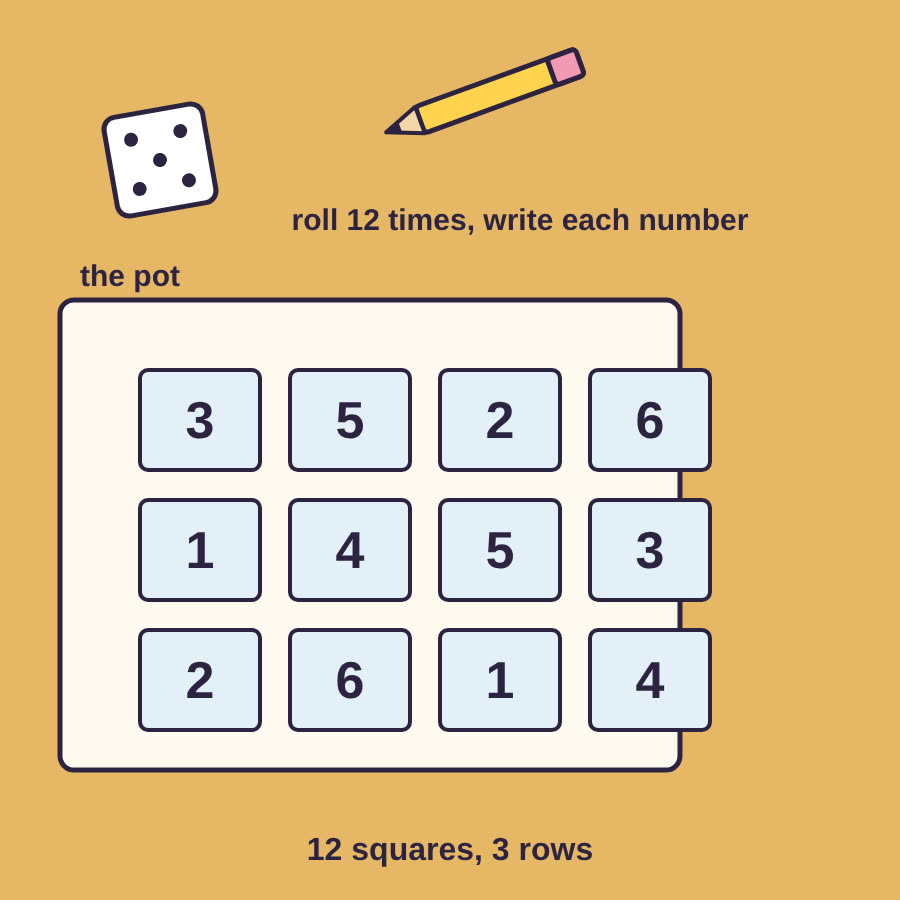 roll 12 times, write each number
the pot
3 5 2 6
1 4 5 3
2 6 1 4
12 squares, 3 rows